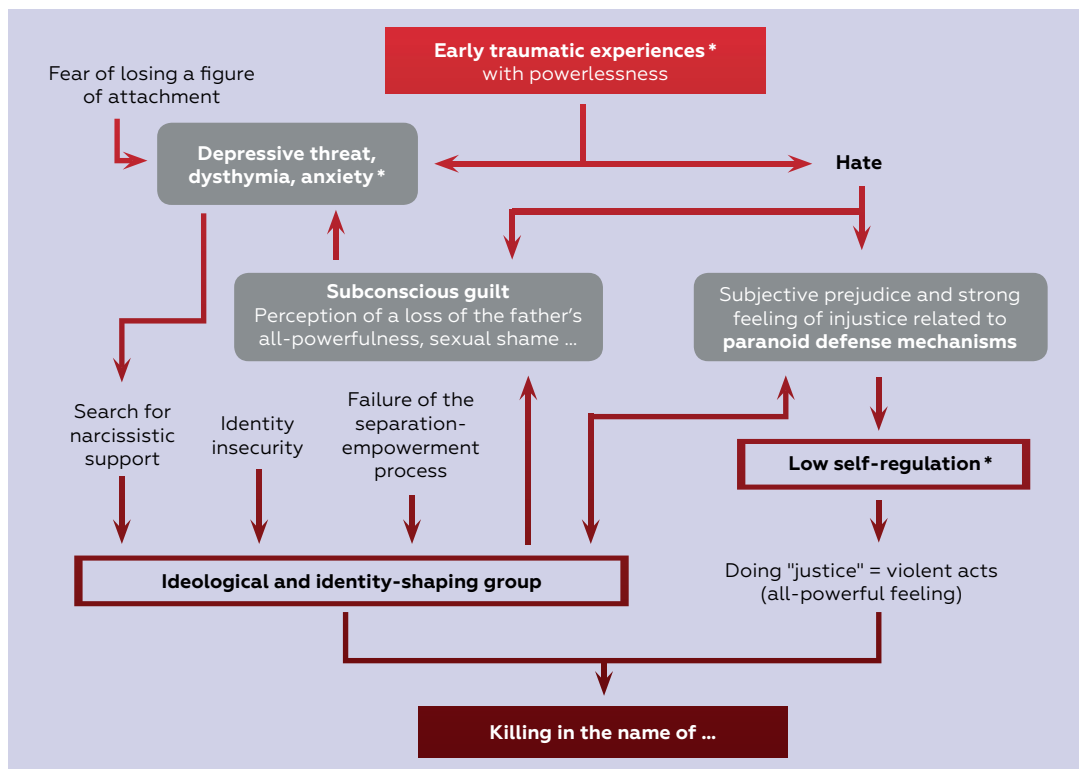 Early traumatic experiences*
with powerlessness
Fear of losing a figure
of attachment
Depressive threat,
dysthymia, anxiety*
Hate
Subconscious guilt
Perception of a loss of the father's
all-powerfulness, sexual shame ...
Subjective prejudice and strong
feeling of injustice related to
paranoid defense mechanisms
Search for
narcissistic
support
Identity
insecurity
Failure of the
separation-
empowerment
process
Low self-regulation*
Ideological and identity-shaping group
Doing "justice" = violent acts
(all-powerful feeling)
Killing in the name of ...